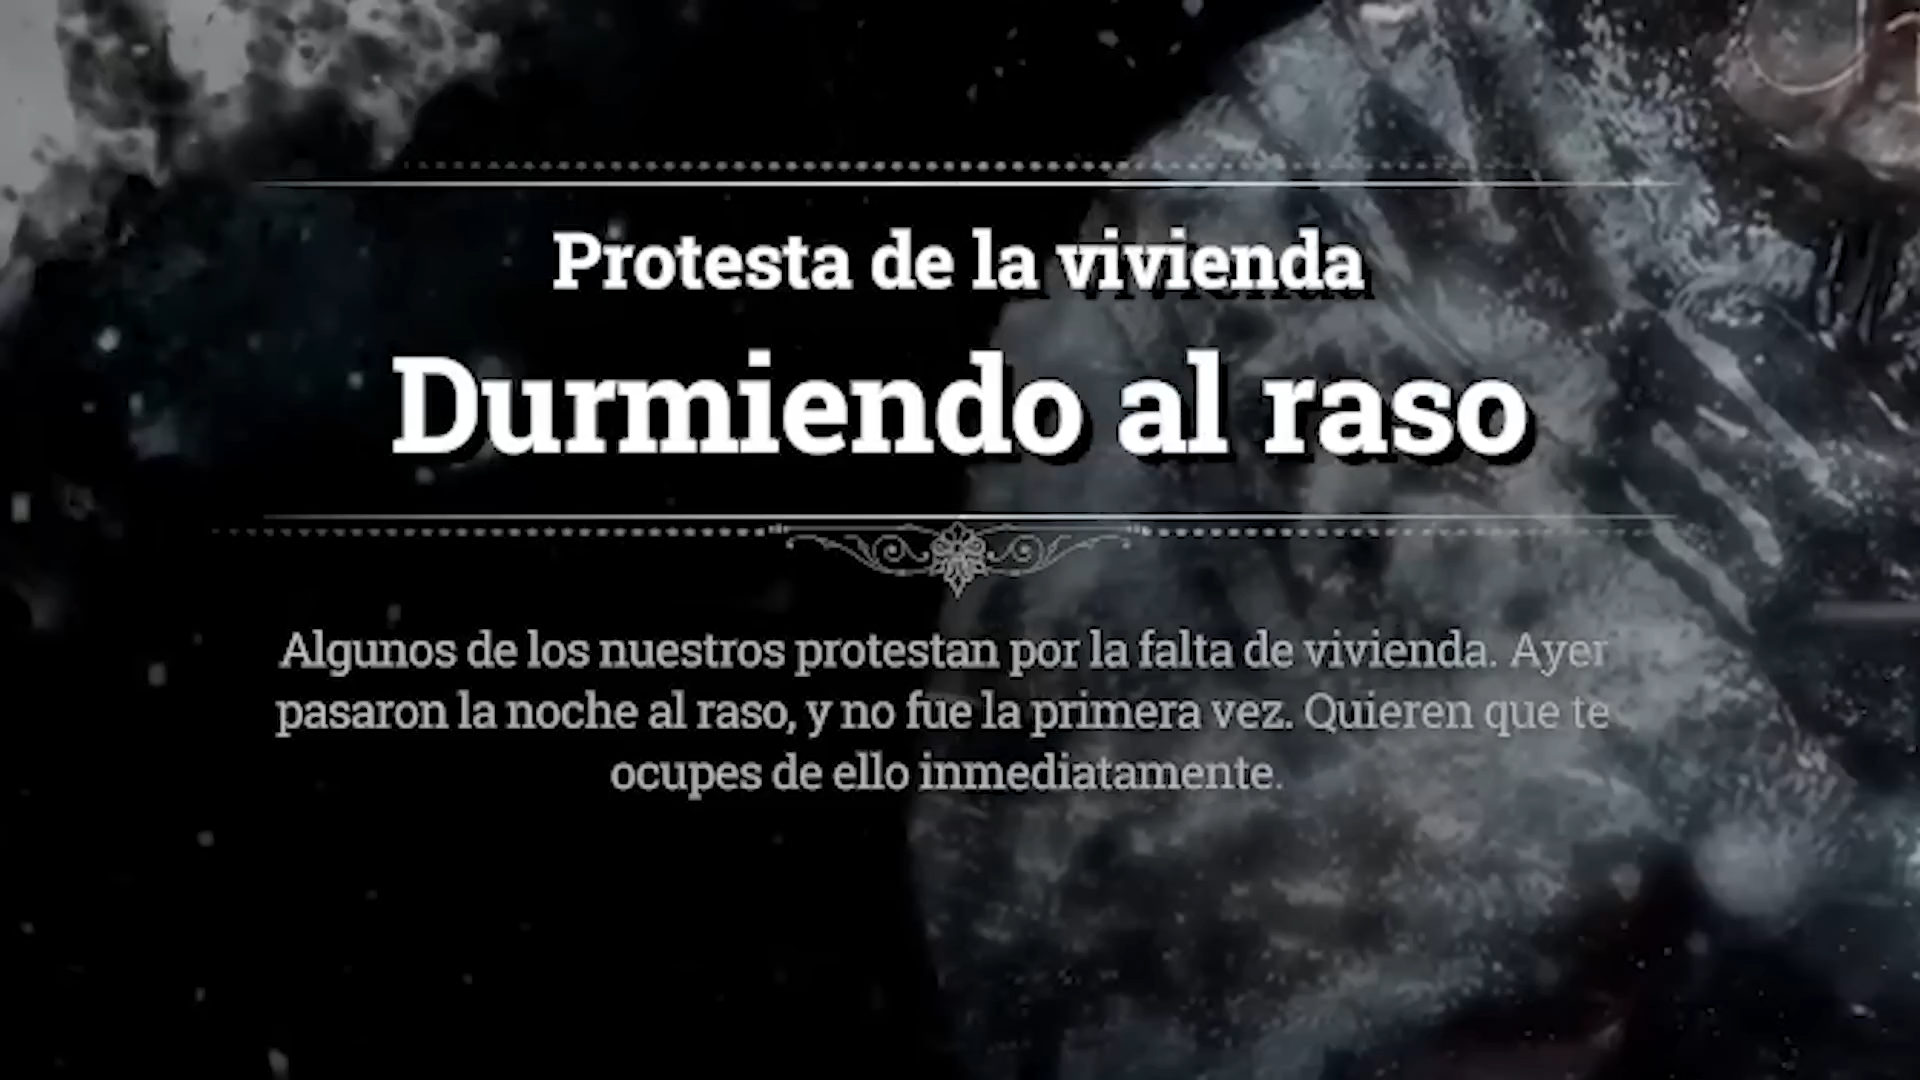 Protesta de la vivienda
Durmiendo al raso
Algunos de los nuestros protestan por la falta de vivienda. Ayer
pasaron la noche al raso, y no fue la primera vez. Quieren que te
ocupes de ello inmediatamente.